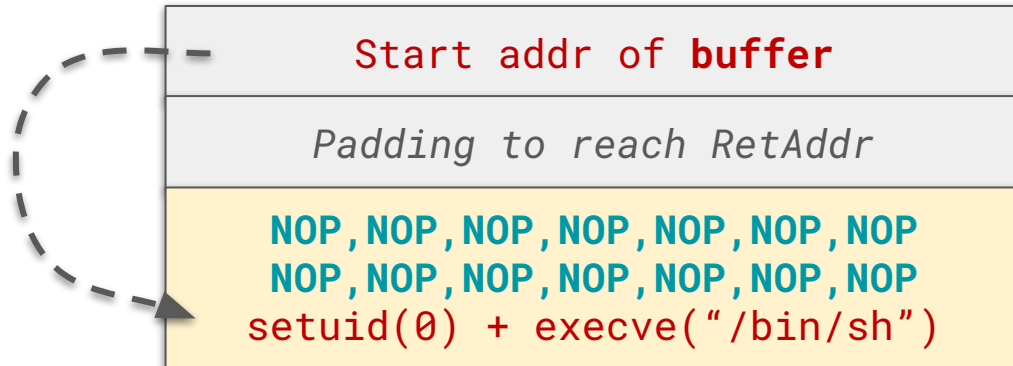 Start addr of buffer
Padding to reach RetAddr
NOP,NOP,NOP,NOP,NOP,NOP,NOP
NOP,NOP,NOP,NOP,NOP,NOP,NOP
setuid(0) + execve(“/bin/sh”)